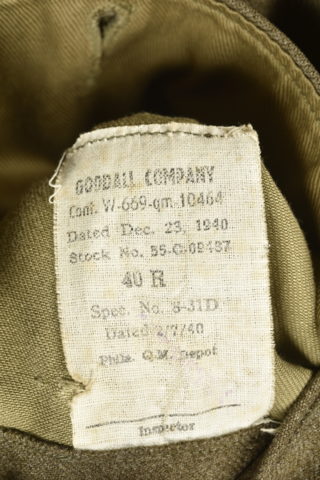 GOODALL COMPANY
Cont. W-669-qm 10464
Dated Dec. 23, 1940
Stock No. 55-C-09437
40 R
Spec. No. 8-31D
Dated 2/7/40
Phila. Q.M. Depot
Inspector